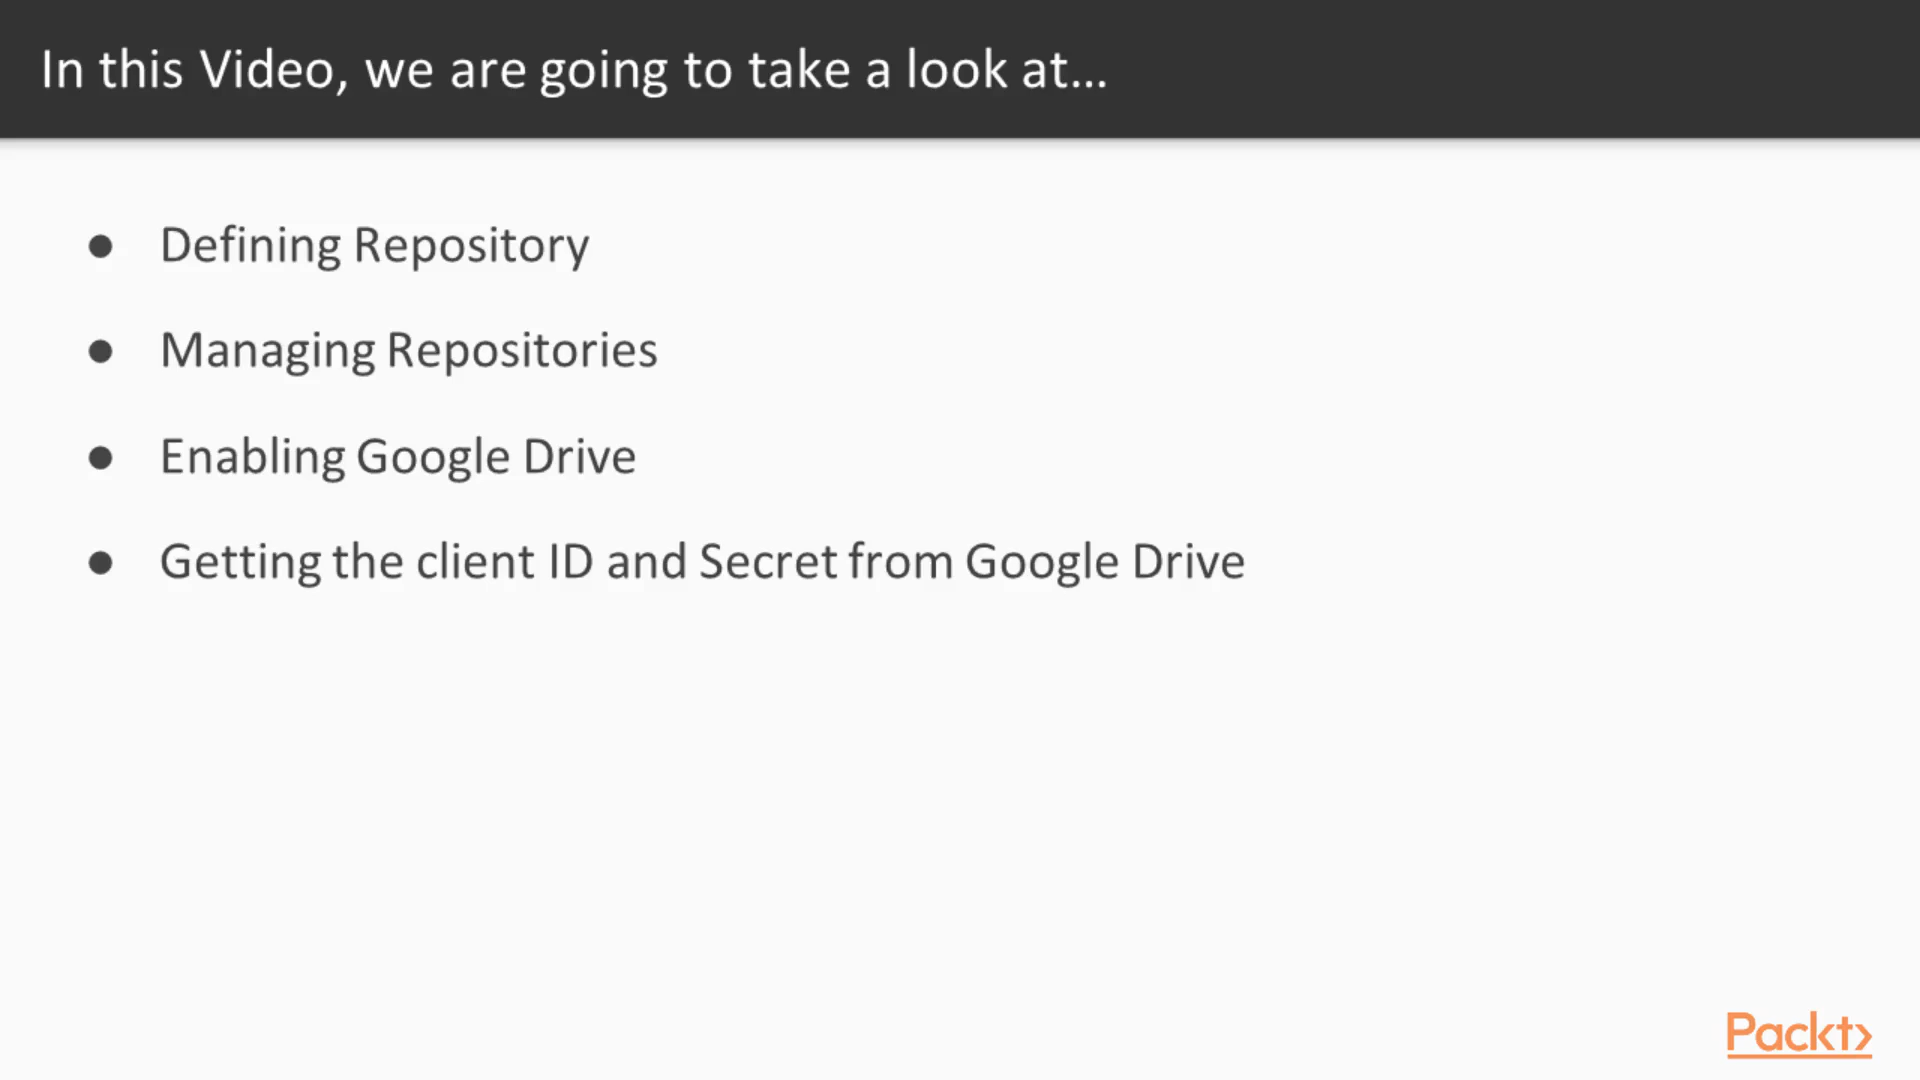 In this Video, we are going to take a look at...
● Defining Repository
● Managing Repositories
● Enabling Google Drive
● Getting the client ID and Secret from Google Drive
Packt>